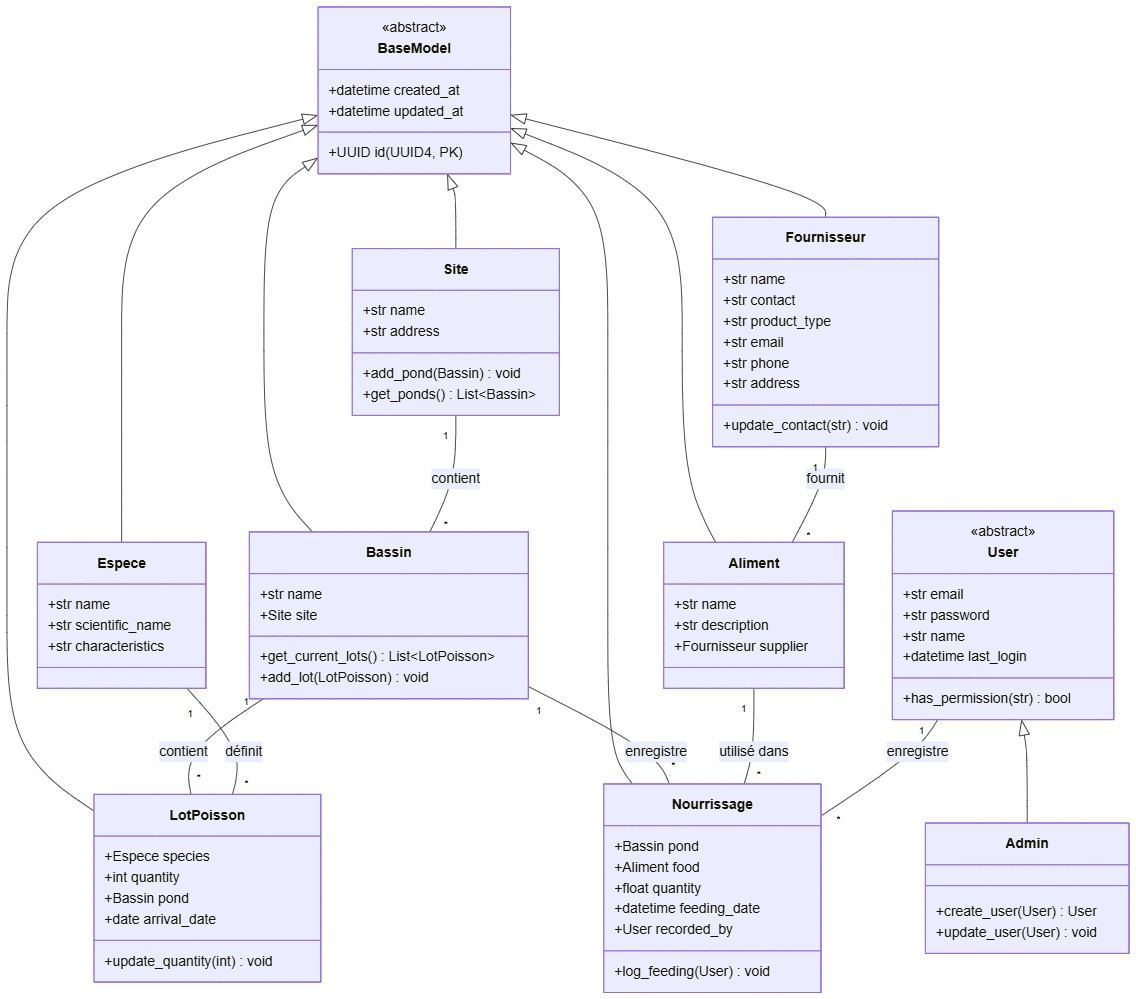 «abstract»
BaseModel
+datetime created_at
+datetime updated_at
+UUID id(UUID4, PK)
Site
+str name
+str address
+add_pond(Bassin) : void
+get_ponds() : List<Bassin>
Fournisseur
+str name
+str contact
+str product_type
+str email
+str phone
+str address
+update_contact(str) : void
1
contient
*
1
fournit
*
Espece
+str name
+str scientific_name
+str characteristics
Bassin
+str name
+Site site
+get_current_lots() : List<LotPoisson>
+add_lot(LotPoisson) : void
Aliment
+str name
+str description
+Fournisseur supplier
«abstract»
User
+str email
+str password
+str name
+datetime last_login
+has_permission(str) : bool
1
contient
*
1
définit
*
1
enregistre
*
1
utilisé dans
*
1
enregistre
*
LotPoisson
+Espece species
+int quantity
+Bassin pond
+date arrival_date
+update_quantity(int) : void
Nourrissage
+Bassin pond
+Aliment food
+float quantity
+datetime feeding_date
+User recorded_by
+log_feeding(User) : void
Admin
+create_user(User) : User
+update_user(User) : void